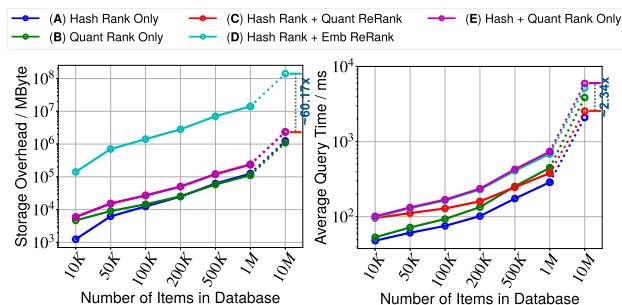 (A) Hash Rank Only
(B) Quant Rank Only
(C) Hash Rank + Quant ReRank
(D) Hash Rank + Emb ReRank
(E) Hash + Quant Rank Only
Storage Overhead / MByte
10^8
10^7
10^6
10^5
10^4
10^3
~60.17x
10K
50K
100K
200K
500K
1M
10M
Number of Items in Database
Average Query Time / ms
10^4
10^3
10^2
~2.34x
10K
50K
100K
200K
500K
1M
10M
Number of Items in Database